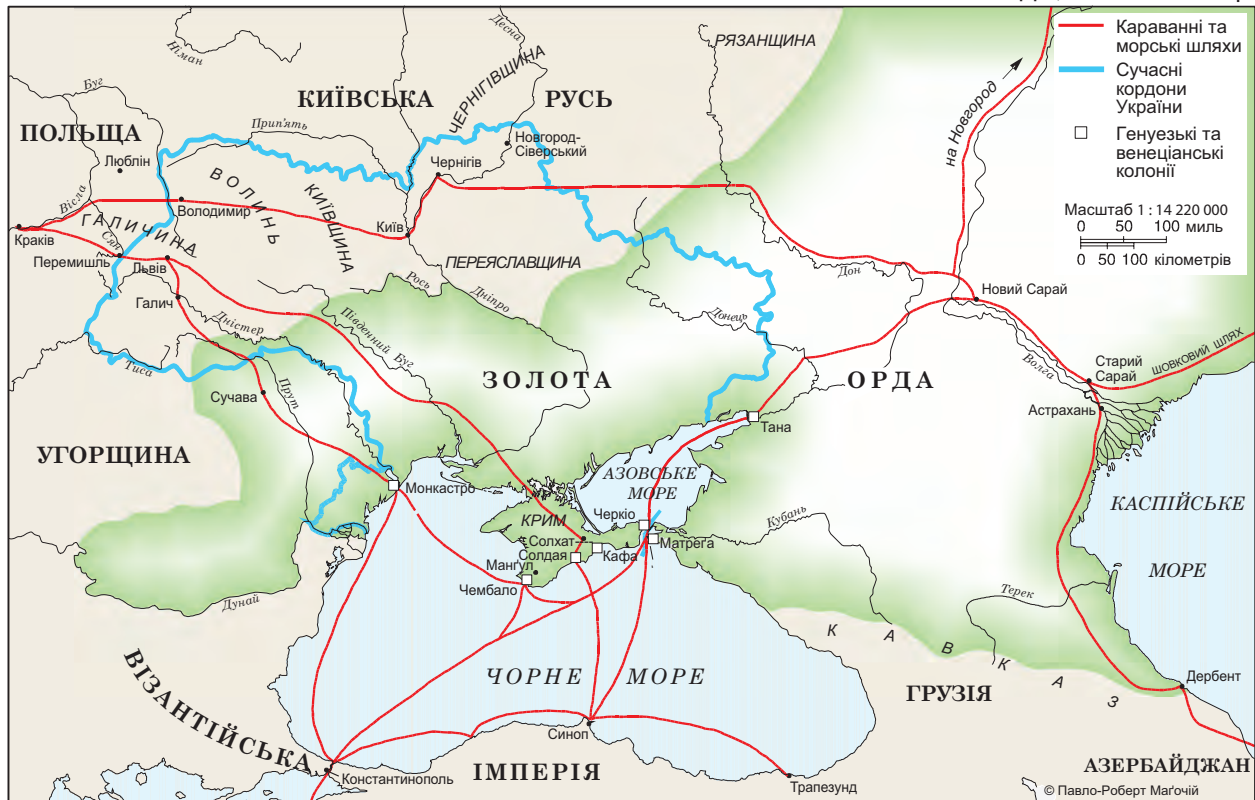 Караванні та
морські шляхи
Сучасні
кордони
України
Генуезькі та
венеціанські
колонії
Масштаб 1 : 14 220 000
0 50 100 миль
0 50 100 кілометрів
Німан
Десна
РЯЗАНЩИНА
на Новгород
Буг
КИЇВСЬКА
РУСЬ
ЧЕРНІГІВЩИНА
ПОЛЬЩА
Прип'ять
Новгород-
Сіверський
Люблін
Чернігів
ВОЛИНЬ
КИЇВЩИНА
Вісла
Володимир
ГАЛИЧИНА
Київ
Краків
Сян
Перемишль
Львів
ПЕРЕЯСЛАВЩИНА
Дон
Рось
Дніпро
Новий Сарай
Галич
Дністер
Південний Буг
Донець
Тиса
Волга
Старий
Сарай
ШОВКОВИЙ ШЛЯХ
ЗОЛОТА
ОРДА
Сучава
Прут
Астрахань
Тана
УГОРЩИНА
Монкастро
АЗОВСЬКЕ
МОРЕ
КАСПІЙСЬКЕ
МОРЕ
Черкіо
КРИМ
Кубань
Солхат
Солдая
Кафа
Матреґа
Манґул
Чембало
Терек
Дунай
КАВКАЗ
ЧОРНЕ
МОРЕ
ВІЗАНТІЙСЬКА
ГРУЗІЯ
Дербент
Синоп
Константинополь
ІМПЕРІЯ
Трапезунд
АЗЕРБАЙДЖАН
© Павло-Роберт Маґочій